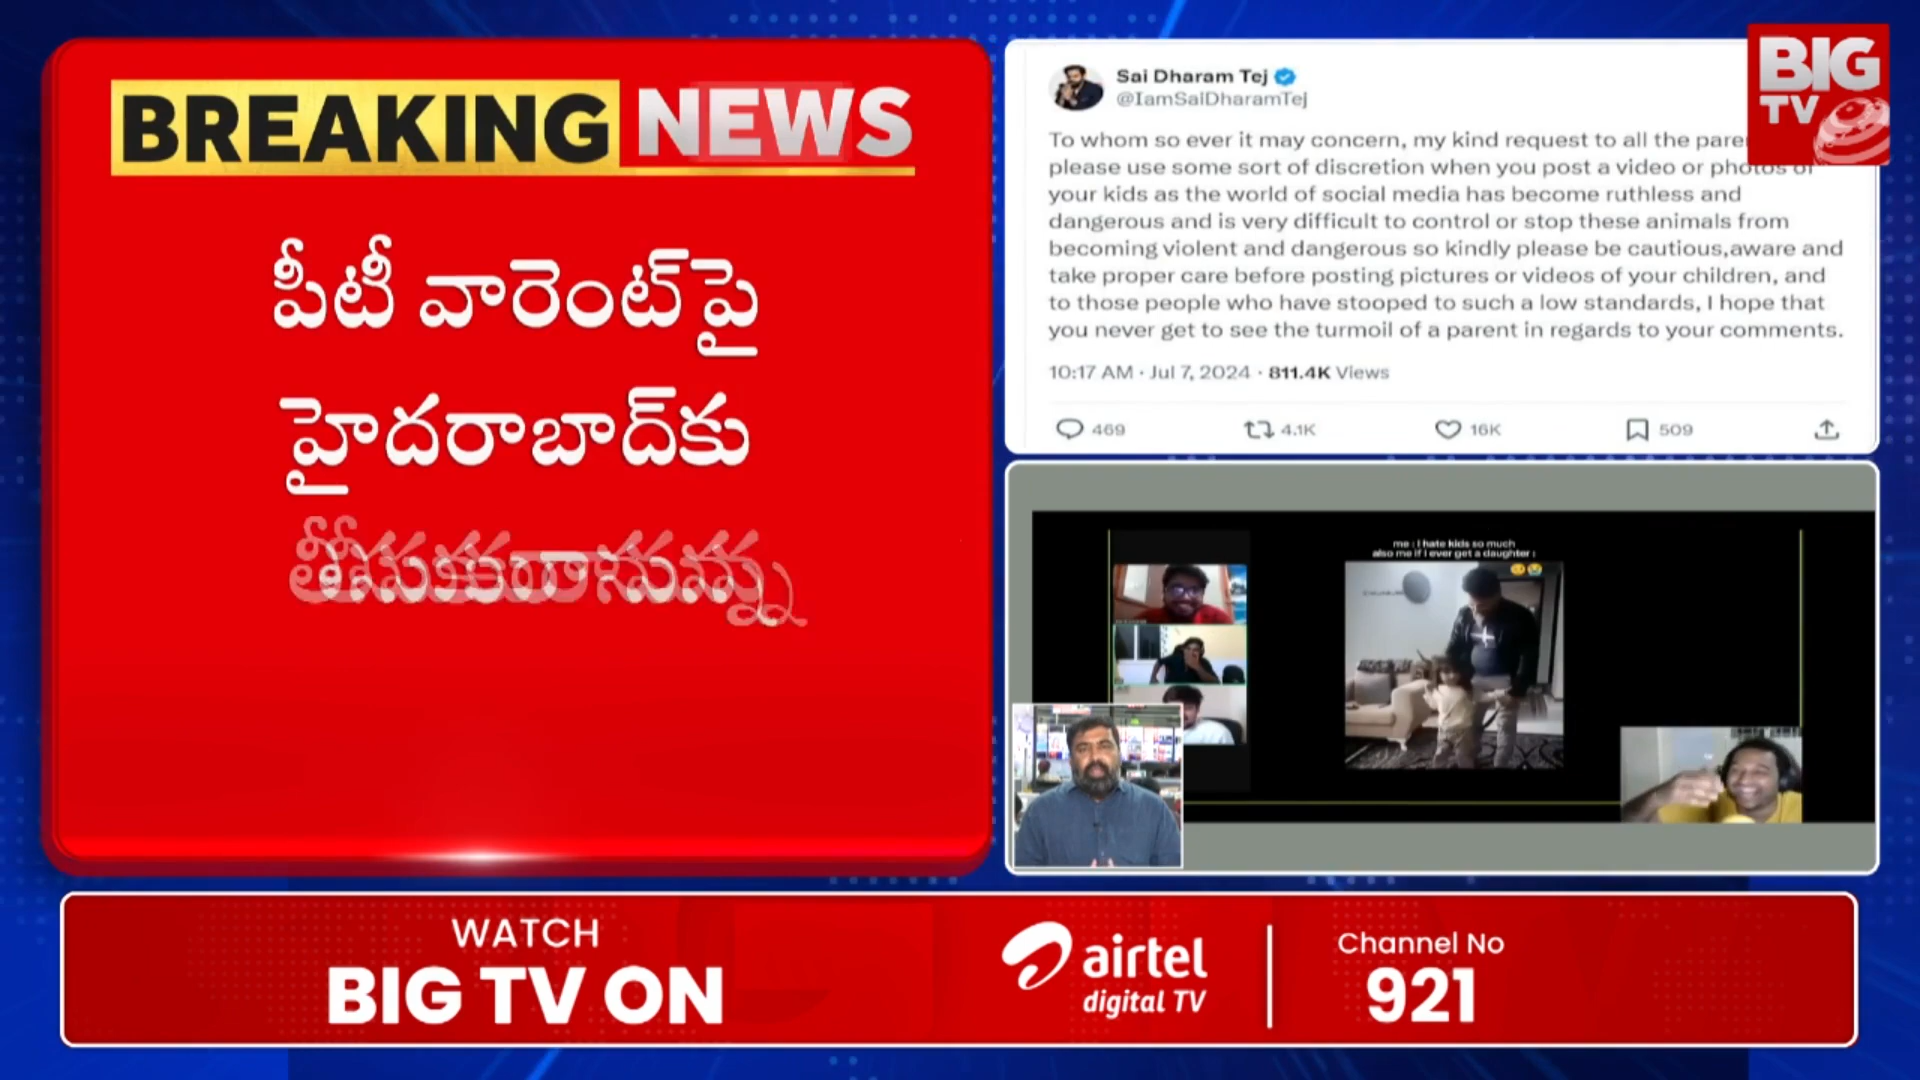 BREAKING NEWS
పీటీ వారెంట్‌పై
హైదరాబాద్‌కు
Sai Dharam Tej
@IamSaiDharamTej
To whom so ever it may concern, my kind request to all the
please use some sort of discretion when you post a video or photos of
your kids as the world of social media has become ruthless and
dangerous and is very difficult to control or stop these animals from
becoming violent and dangerous so kindly please be cautious,aware and
take proper care before posting pictures or videos of your children, and
to those people who have stooped to such a low standards, I hope that
you never get to see the turmoil of a parent in regards to your comments.
10:17 AM · Jul 7, 2024 · 811.4K Views
469 4.1K 16K 509
BIG
TV
me : I hate kids so much
also me if I ever get a daughter :
WATCH
BIG TV ON
airtel
digital TV
Channel No
921